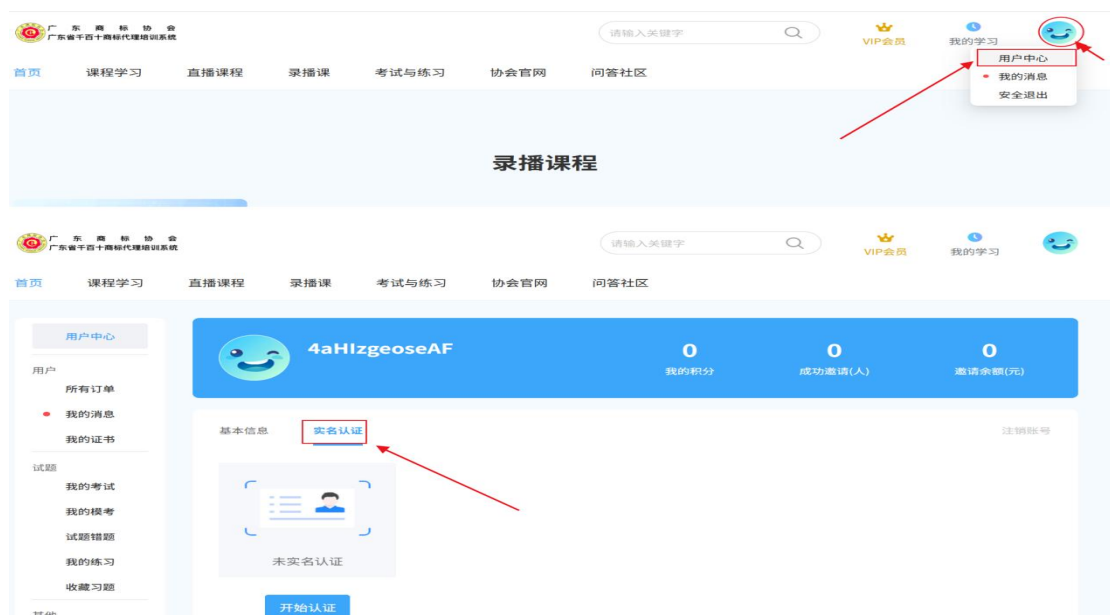 广东商标协会
广东省千百十商标代理培训系统
请输入关键字
VIP会员
我的学习
用户中心
我的消息
安全退出
首页 课程学习 直播课程 录播课 考试与练习 协会官网 问答社区
录播课程
广东商标协会
广东省千百十商标代理培训系统
请输入关键字
VIP会员
我的学习
首页 课程学习 直播课程 录播课 考试与练习 协会官网 问答社区
用户中心
用户
所有订单
我的消息
我的证书
试题
我的考试
我的模考
试题错题
我的练习
收藏习题
其他
4aHIzgeoseAF
0 0 0
我的积分 成功邀请(人) 邀请余额(元)
基本信息 实名认证 注销账号
未实名认证
开始认证